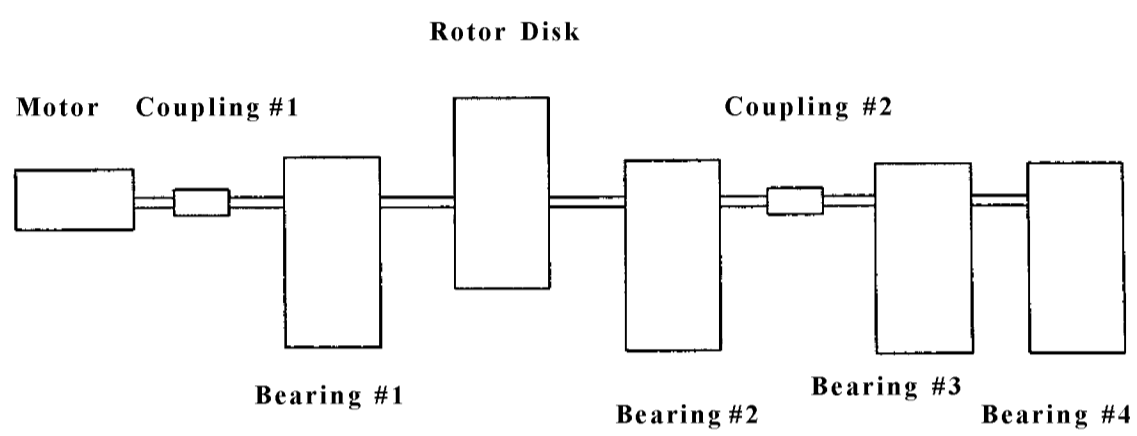 Rotor Disk
Motor
Coupling #1
Coupling #2
Bearing #1
Bearing #2
Bearing #3
Bearing #4